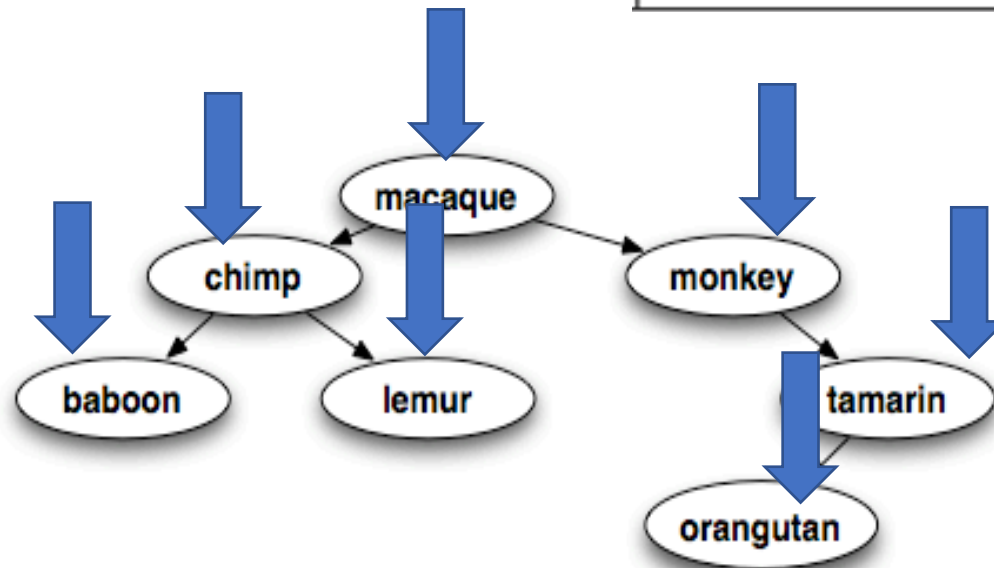 macaque
chimp
monkey
baboon
lemur
tamarin
orangutan